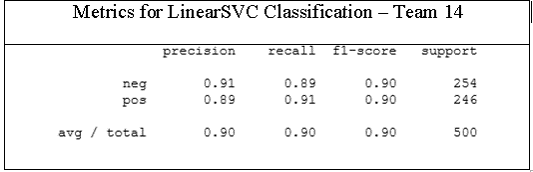 Metrics for LinearSVC Classification – Team 14
precision recall f1-score support
neg 0.91 0.89 0.90 254
pos 0.89 0.91 0.90 246
avg / total 0.90 0.90 0.90 500